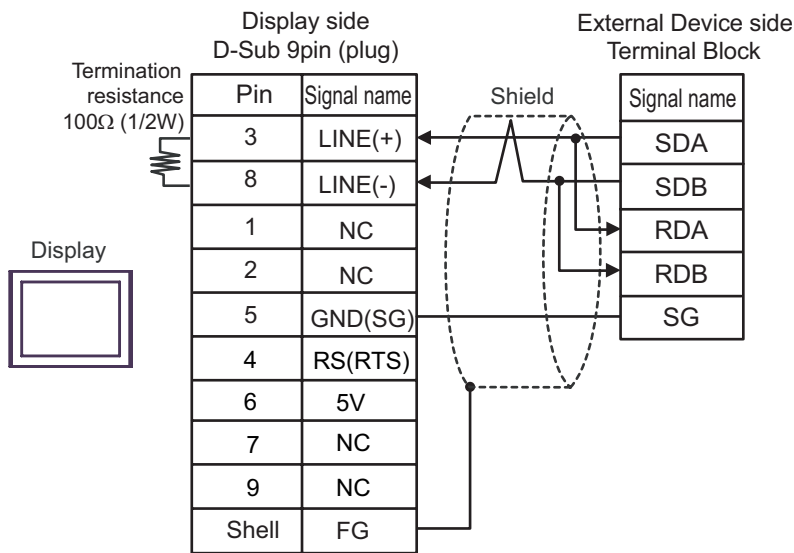 Display side
D-Sub 9pin (plug)
External Device side
Terminal Block
Termination
resistance
100Ω (1/2W)
Display
Shield
Pin Signal name
3 LINE(+)
8 LINE(-)
1 NC
2 NC
5 GND(SG)
4 RS(RTS)
6 5V
7 NC
9 NC
Shell FG
Signal name
SDA
SDB
RDA
RDB
SG